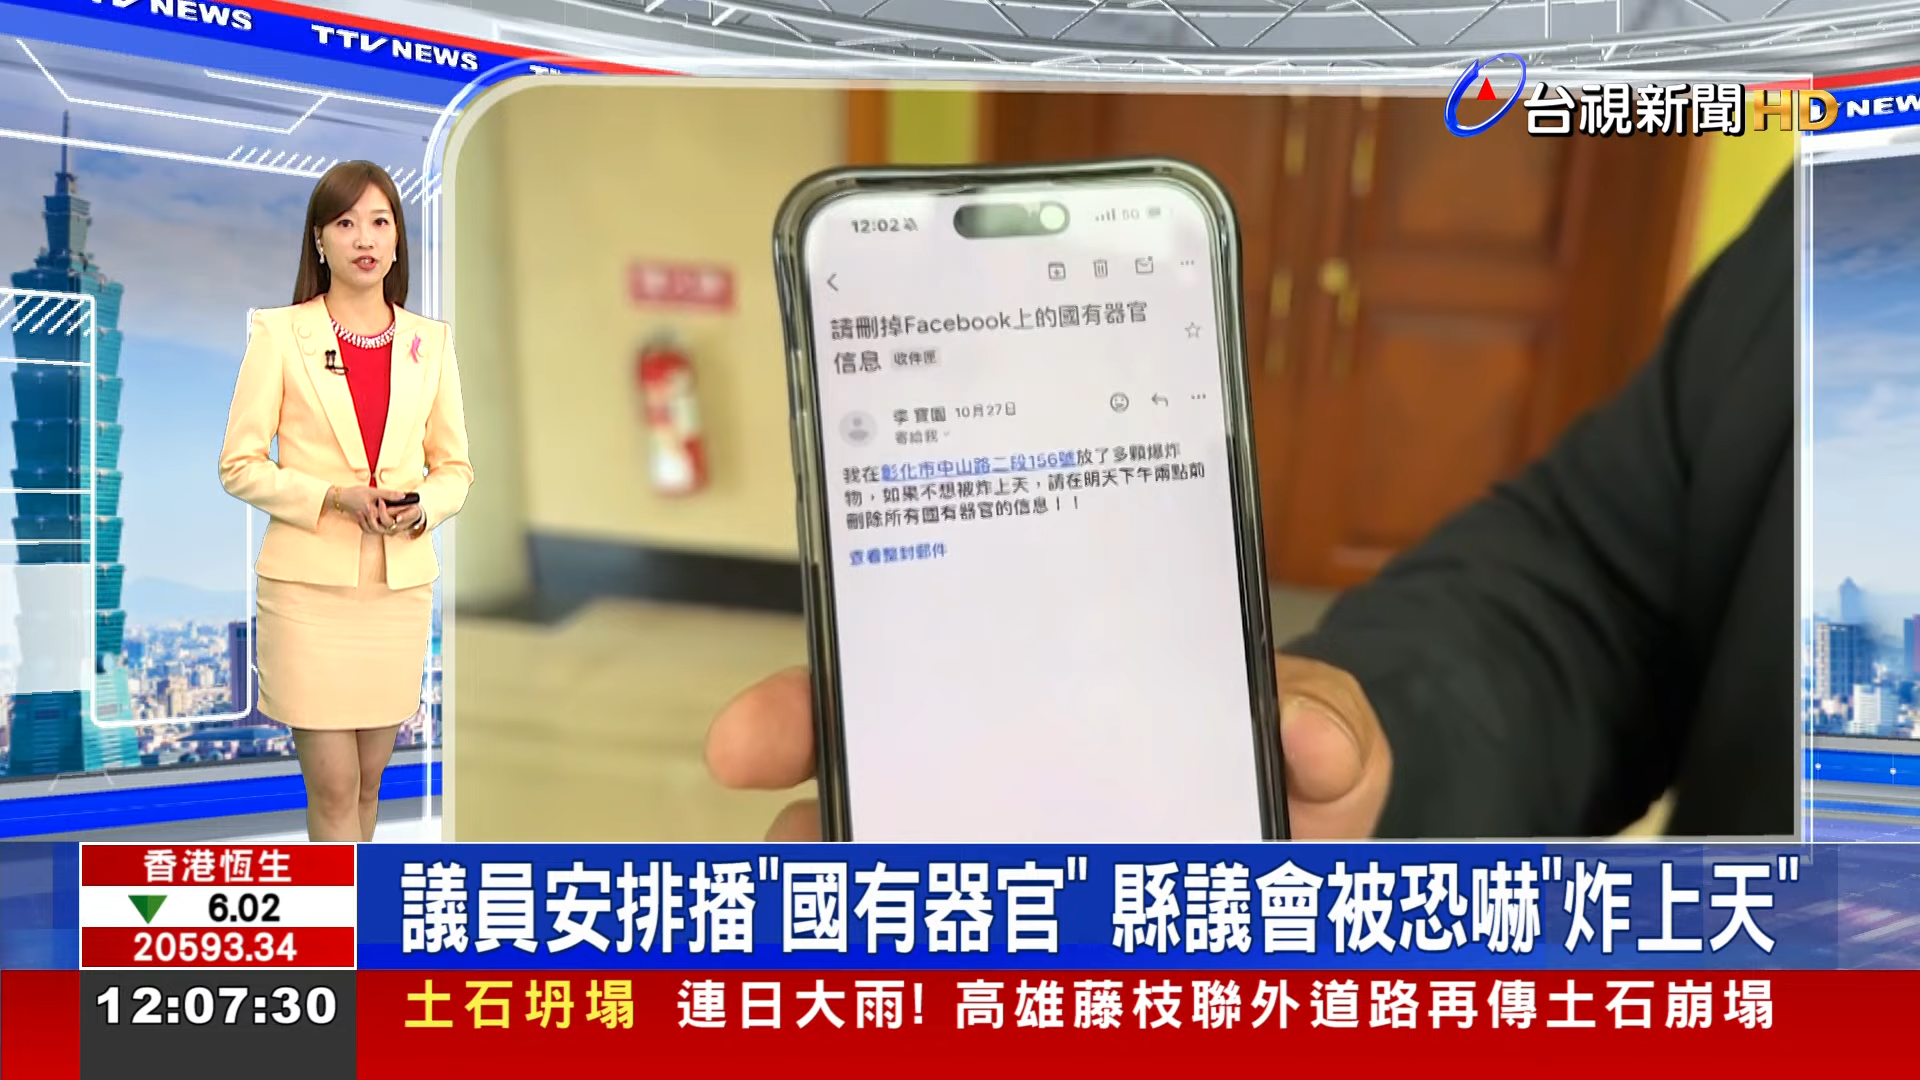 TTV NEWS
TTV NEWS
台視新聞HD
NEWS
12:02
5G
請刪掉Facebook上的國有器官
信息 收件匣
李 寶國 10月27日
寄給我
我在彰化市中山路二段156號放了多顆爆炸
物，如果不想被炸上天，請在明天下午兩點前
刪除所有國有器官的信息！！
查看整封郵件
香港恆生
6.02
20593.34
12:07:30
議員安排播"國有器官" 縣議會被恐嚇"炸上天"
土石坍塌 連日大雨! 高雄藤枝聯外道路再傳土石崩塌